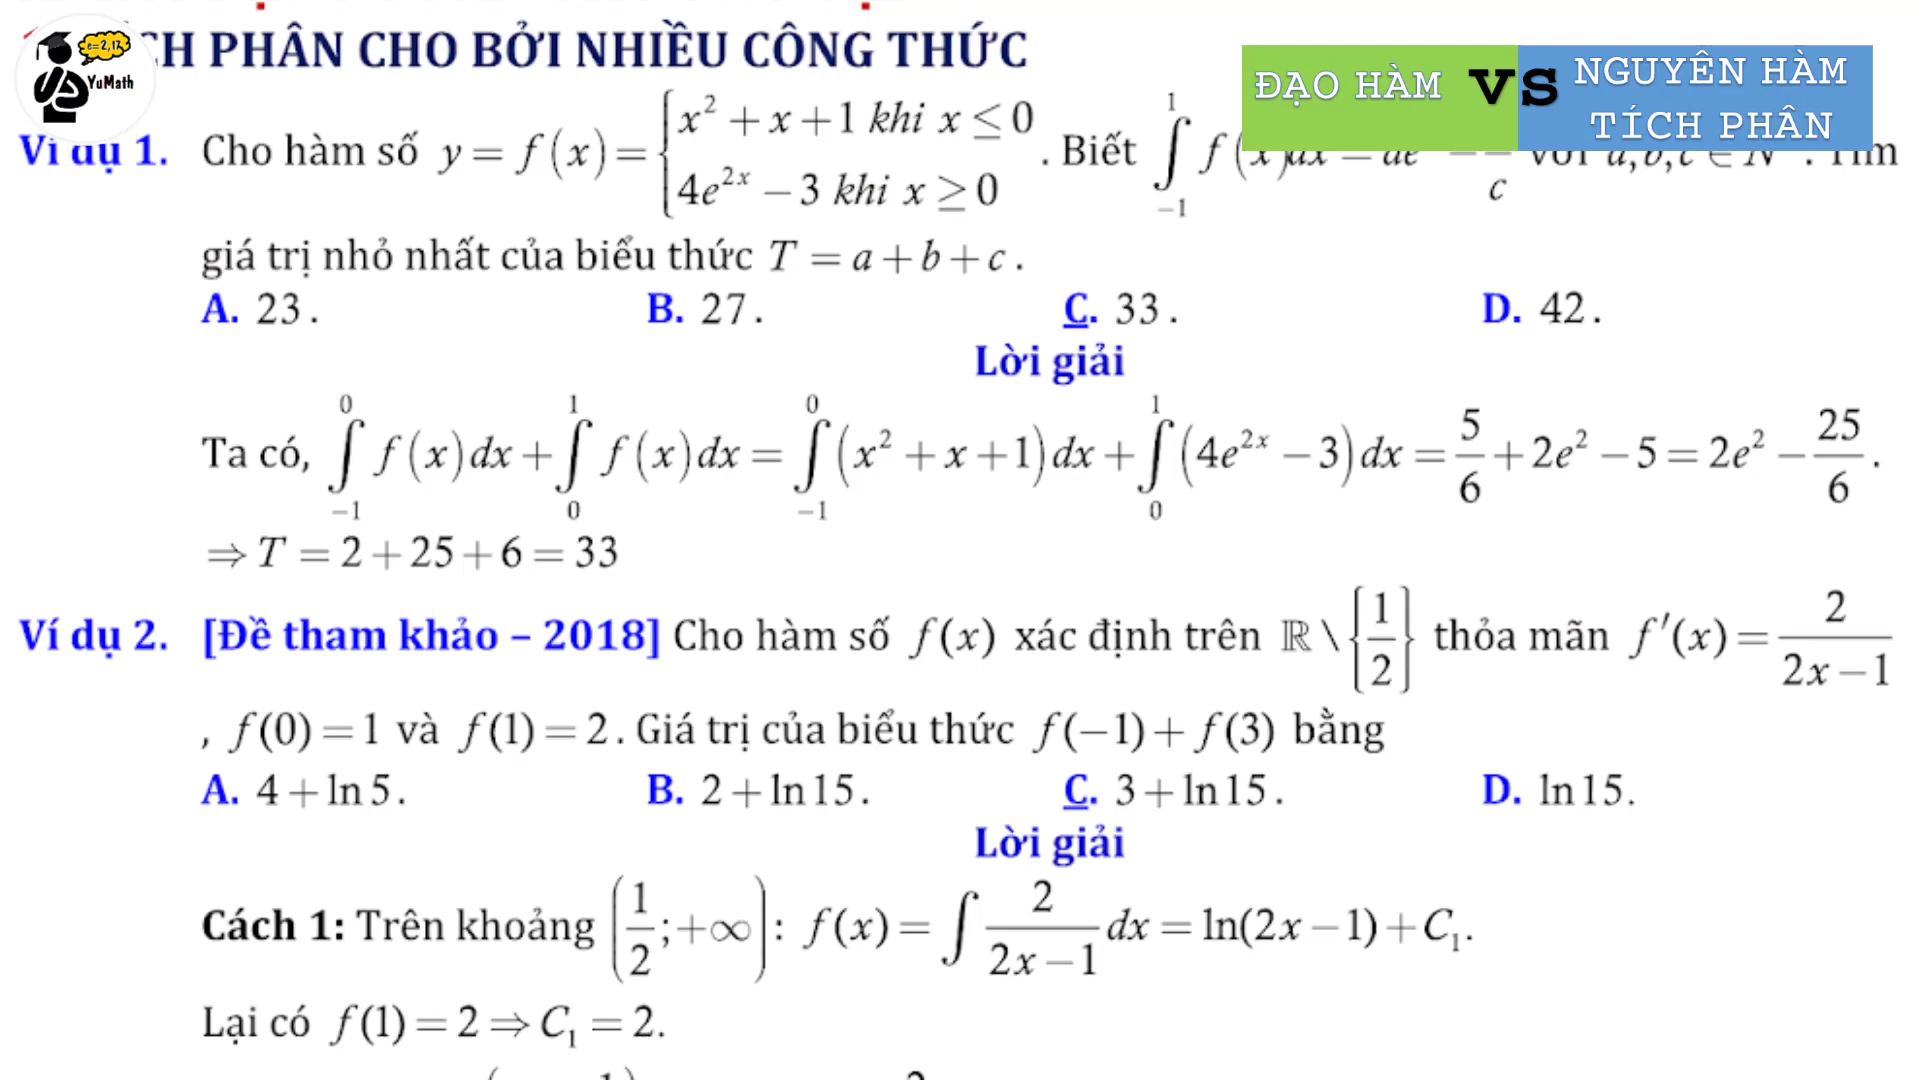 e=2,17
YuMath
ÍCH PHÂN CHO BỞI NHIỀU CÔNG THỨC
ĐẠO HÀM VS NGUYÊN HÀM TÍCH PHÂN
Ví dụ 1. Cho hàm số y = f(x) = { x² + x + 1 khi x ≤ 0 ; 4e^{2x} − 3 khi x ≥ 0 . Biết ∫_{−1}^{1} f(x)dx = ae − /c với a, b, c ∈ N . Tìm
giá trị nhỏ nhất của biểu thức T = a + b + c .
A. 23 . B. 27 . C. 33 . D. 42 .
Lời giải
Ta có, ∫_{−1}^{0} f(x)dx + ∫_{0}^{1} f(x)dx = ∫_{−1}^{0} (x² + x + 1)dx + ∫_{0}^{1} (4e^{2x} − 3)dx = 5/6 + 2e² − 5 = 2e² − 25/6 .
⇒ T = 2 + 25 + 6 = 33
Ví dụ 2. [Đề tham khảo – 2018] Cho hàm số f(x) xác định trên ℝ \ {1/2} thỏa mãn f′(x) = 2/(2x − 1)
, f(0) = 1 và f(1) = 2 . Giá trị của biểu thức f(−1) + f(3) bằng
A. 4 + ln 5 . B. 2 + ln 15 . C. 3 + ln 15 . D. ln 15.
Lời giải
Cách 1: Trên khoảng (1/2; +∞) : f(x) = ∫ 2/(2x − 1) dx = ln(2x − 1) + C₁.
Lại có f(1) = 2 ⇒ C₁ = 2.